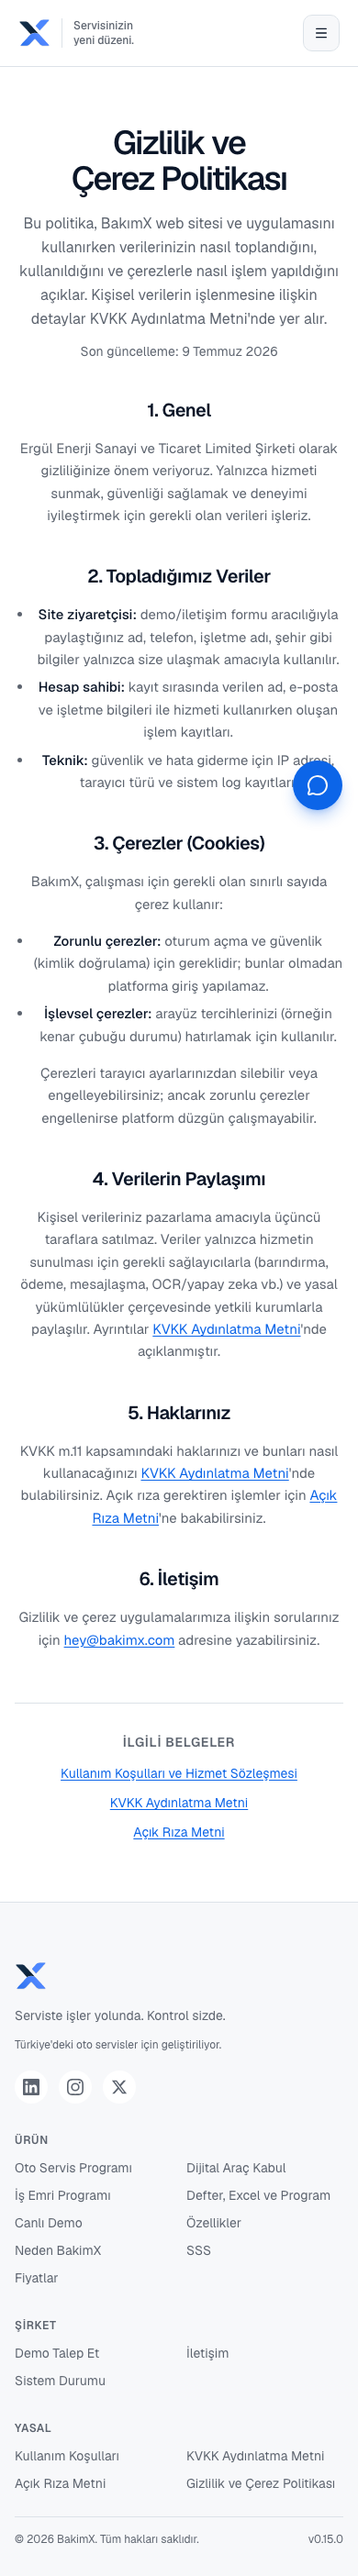 Servisinizin
yeni düzeni.
Gizlilik ve
Çerez Politikası
Bu politika, BakımX web sitesi ve uygulamasını
kullanırken verilerinizin nasıl toplandığını,
kullanıldığını ve çerezlerle nasıl işlem yapıldığını
açıklar. Kişisel verilerin işlenmesine ilişkin
detaylar KVKK Aydınlatma Metni'nde yer alır.
Son güncelleme: 9 Temmuz 2026
1. Genel
Ergül Enerji Sanayi ve Ticaret Limited Şirketi olarak
gizliliğinize önem veriyoruz. Yalnızca hizmeti
sunmak, güvenliği sağlamak ve deneyimi
iyileştirmek için gerekli olan verileri işleriz.
2. Topladığımız Veriler
• Site ziyaretçisi: demo/iletişim formu aracılığıyla
paylaştığınız ad, telefon, işletme adı, şehir gibi
bilgiler yalnızca size ulaşmak amacıyla kullanılır.
• Hesap sahibi: kayıt sırasında verilen ad, e-posta
ve işletme bilgileri ile hizmeti kullanırken oluşan
işlem kayıtları.
• Teknik: güvenlik ve hata giderme için IP adresi,
tarayıcı türü ve sistem log kayıtları
3. Çerezler (Cookies)
BakımX, çalışması için gerekli olan sınırlı sayıda
çerez kullanır:
• Zorunlu çerezler: oturum açma ve güvenlik
(kimlik doğrulama) için gereklidir; bunlar olmadan
platforma giriş yapılamaz.
• İşlevsel çerezler: arayüz tercihlerinizi (örneğin
kenar çubuğu durumu) hatırlamak için kullanılır.
Çerezleri tarayıcı ayarlarınızdan silebilir veya
engelleyebilirsiniz; ancak zorunlu çerezler
engellenirse platform düzgün çalışmayabilir.
4. Verilerin Paylaşımı
Kişisel verileriniz pazarlama amacıyla üçüncü
taraflara satılmaz. Veriler yalnızca hizmetin
sunulması için gerekli sağlayıcılarla (barındırma,
ödeme, mesajlaşma, OCR/yapay zeka vb.) ve yasal
yükümlülükler çerçevesinde yetkili kurumlarla
paylaşılır. Ayrıntılar KVKK Aydınlatma Metni'nde
açıklanmıştır.
5. Haklarınız
KVKK m.11 kapsamındaki haklarınızı ve bunları nasıl
kullanacağınızı KVKK Aydınlatma Metni'nde
bulabilirsiniz. Açık rıza gerektiren işlemler için Açık
Rıza Metni'ne bakabilirsiniz.
6. İletişim
Gizlilik ve çerez uygulamalarımıza ilişkin sorularınız
için hey@bakimx.com adresine yazabilirsiniz.
İLGİLİ BELGELER
Kullanım Koşulları ve Hizmet Sözleşmesi
KVKK Aydınlatma Metni
Açık Rıza Metni
Serviste işler yolunda. Kontrol sizde.
Türkiye'deki oto servisler için geliştiriliyor.
ÜRÜN
Oto Servis Programı
Dijital Araç Kabul
İş Emri Programı
Defter, Excel ve Program
Canlı Demo
Özellikler
Neden BakımX
SSS
Fiyatlar
ŞİRKET
Demo Talep Et
İletişim
Sistem Durumu
YASAL
Kullanım Koşulları
KVKK Aydınlatma Metni
Açık Rıza Metni
Gizlilik ve Çerez Politikası
© 2026 BakımX. Tüm hakları saklıdır.
v0.15.0